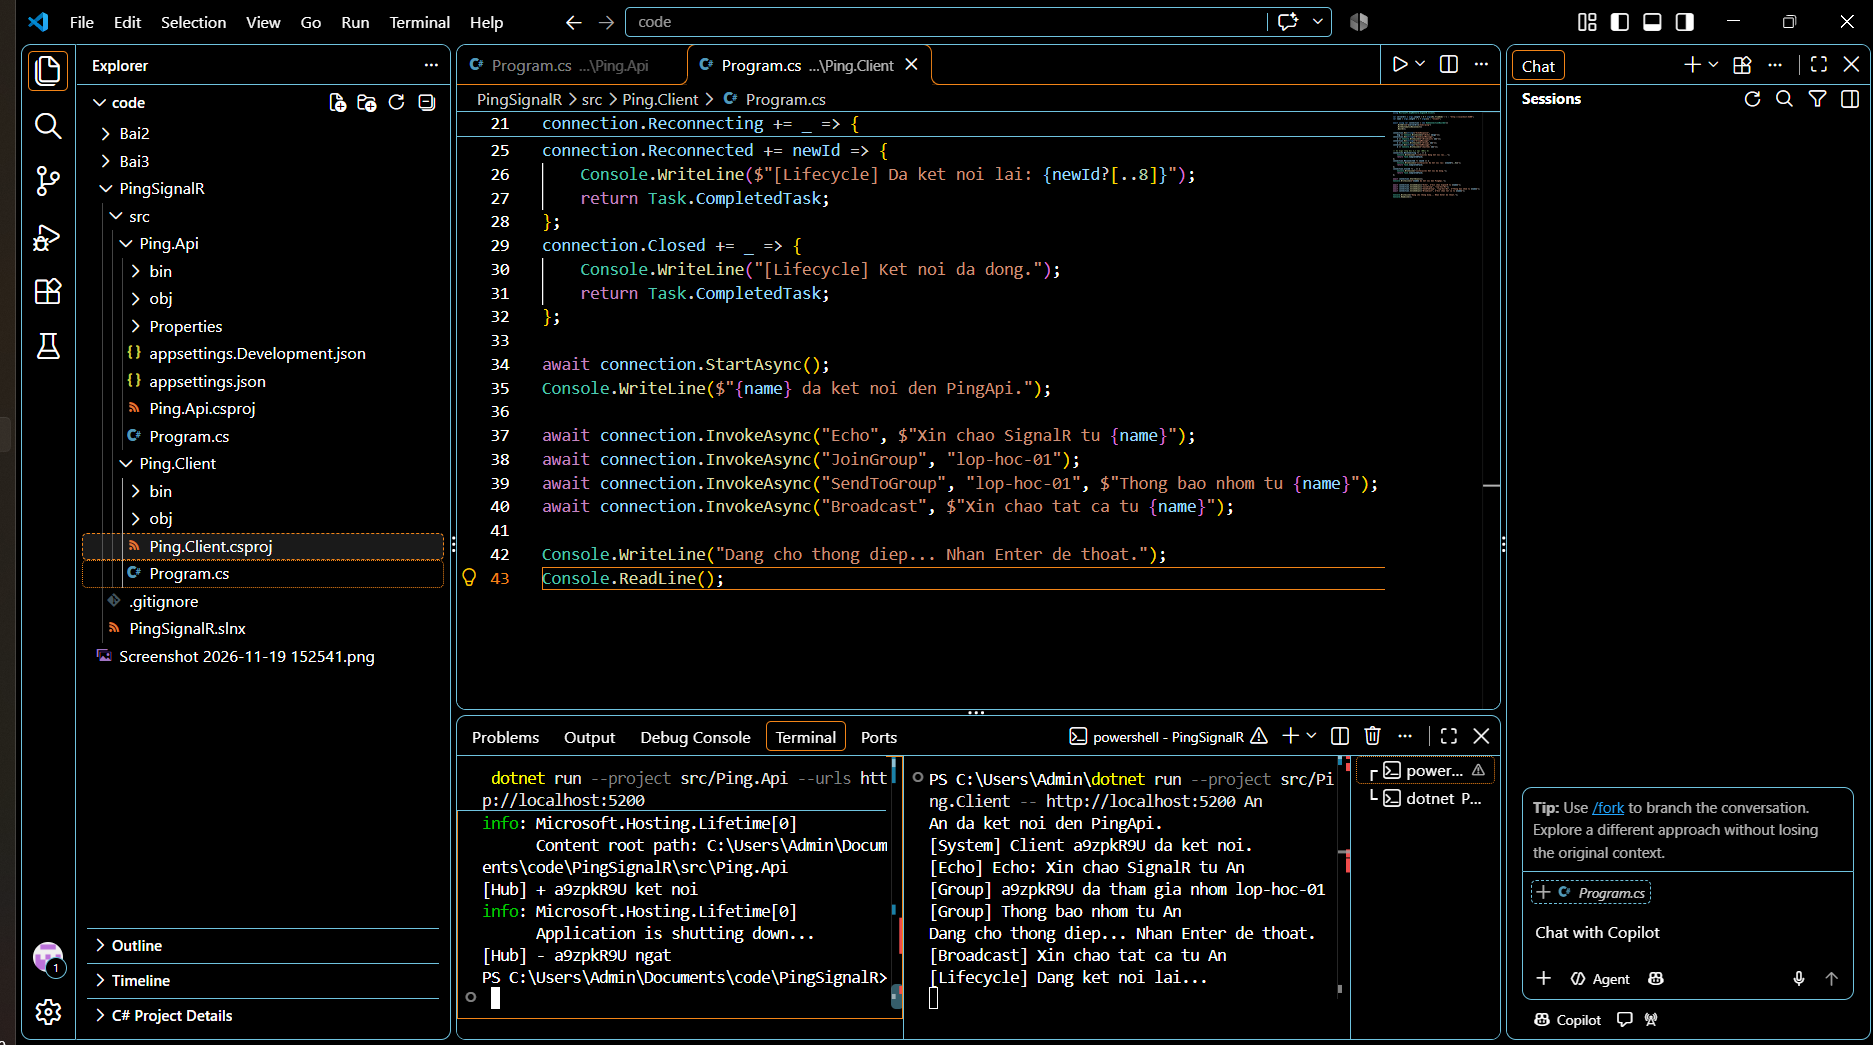 File Edit Selection View Go Run Terminal Help
code
Explorer
code
Bai2
Bai3
PingSignalR
src
Ping.Api
bin
obj
Properties
{} appsettings.Development.json
{} appsettings.json
Ping.Api.csproj
C# Program.cs
Ping.Client
bin
obj
Ping.Client.csproj
C# Program.cs
.gitignore
PingSignalR.slnx
Screenshot 2026-11-19 152541.png
Outline
Timeline
C# Project Details
1
C# Program.cs ...\Ping.Api
C# Program.cs ...\Ping.Client
PingSignalR > src > Ping.Client > C# Program.cs
21 connection.Reconnecting += _ => {
25 connection.Reconnected += newId => {
26 Console.WriteLine($"[Lifecycle] Da ket noi lai: {newId?[..8]}");
27 return Task.CompletedTask;
28 };
29 connection.Closed += _ => {
30 Console.WriteLine("[Lifecycle] Ket noi da dong.");
31 return Task.CompletedTask;
32 };
33
34 await connection.StartAsync();
35 Console.WriteLine($"{name} da ket noi den PingApi.");
36
37 await connection.InvokeAsync("Echo", $"Xin chao SignalR tu {name}");
38 await connection.InvokeAsync("JoinGroup", "lop-hoc-01");
39 await connection.InvokeAsync("SendToGroup", "lop-hoc-01", $"Thong bao nhom tu {name}");
40 await connection.InvokeAsync("Broadcast", $"Xin chao tat ca tu {name}");
41
42 Console.WriteLine("Dang cho thong diep... Nhan Enter de thoat.");
43 Console.ReadLine();
Problems Output Debug Console Terminal Ports
powershell - PingSignalR
dotnet run --project src/Ping.Api --urls htt
p://localhost:5200
info: Microsoft.Hosting.Lifetime[0]
Content root path: C:\Users\Admin\Docum
ents\code\PingSignalR\src\Ping.Api
[Hub] + a9zpkR9U ket noi
info: Microsoft.Hosting.Lifetime[0]
Application is shutting down...
[Hub] - a9zpkR9U ngat
PS C:\Users\Admin\Documents\code\PingSignalR>
PS C:\Users\Admin\dotnet run --project src/Pi
ng.Client -- http://localhost:5200 An
An da ket noi den PingApi.
[System] Client a9zpkR9U da ket noi.
[Echo] Echo: Xin chao SignalR tu An
[Group] a9zpkR9U da tham gia nhom lop-hoc-01
[Group] Thong bao nhom tu An
Dang cho thong diep... Nhan Enter de thoat.
[Broadcast] Xin chao tat ca tu An
[Lifecycle] Dang ket noi lai...
power...
dotnet P...
Chat
Sessions
Tip: Use /fork to branch the conversation.
Explore a different approach without losing
the original context.
C# Program.cs
Chat with Copilot
Agent
Copilot